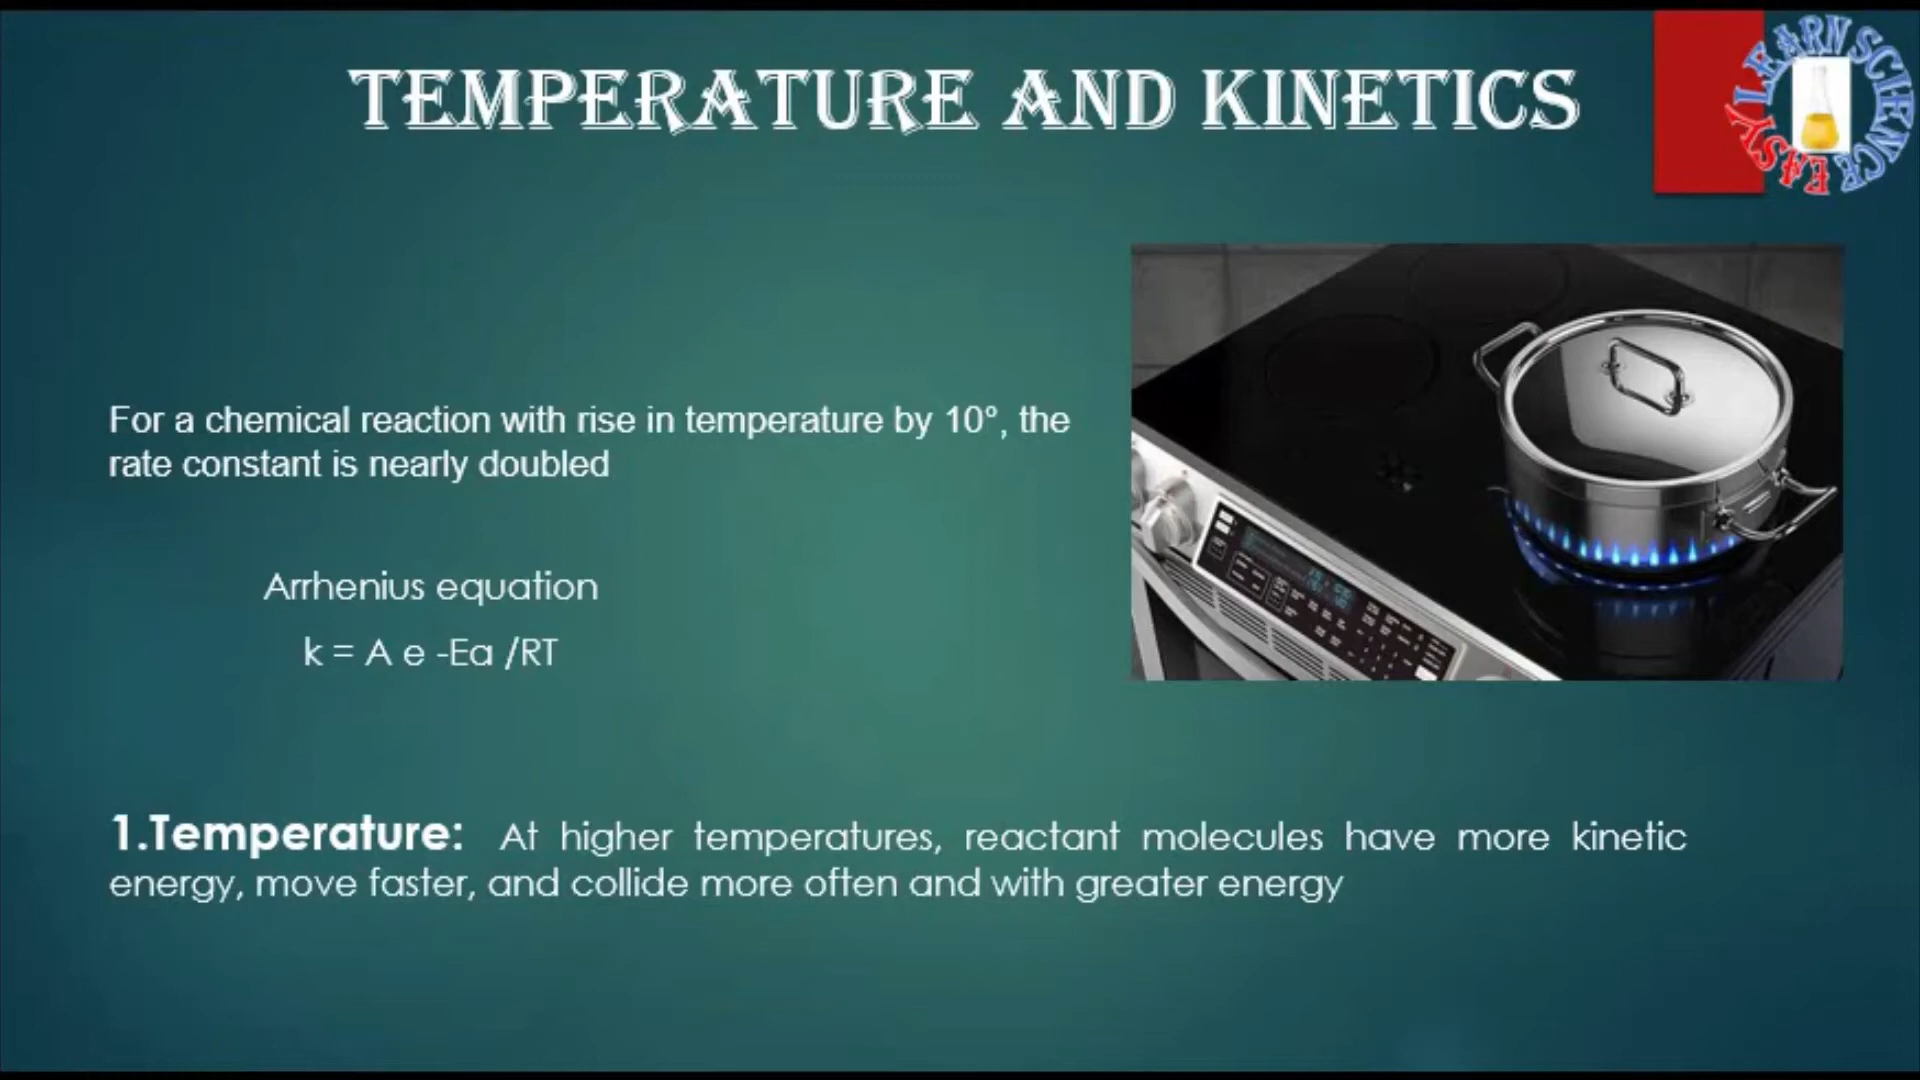 TEMPERATURE AND KINETICS
EASY LEARN SCIENCE
For a chemical reaction with rise in temperature by 10°, the
rate constant is nearly doubled
Arrhenius equation
k = A e -Ea /RT
1.Temperature: At higher temperatures, reactant molecules have more kinetic
energy, move faster, and collide more often and with greater energy